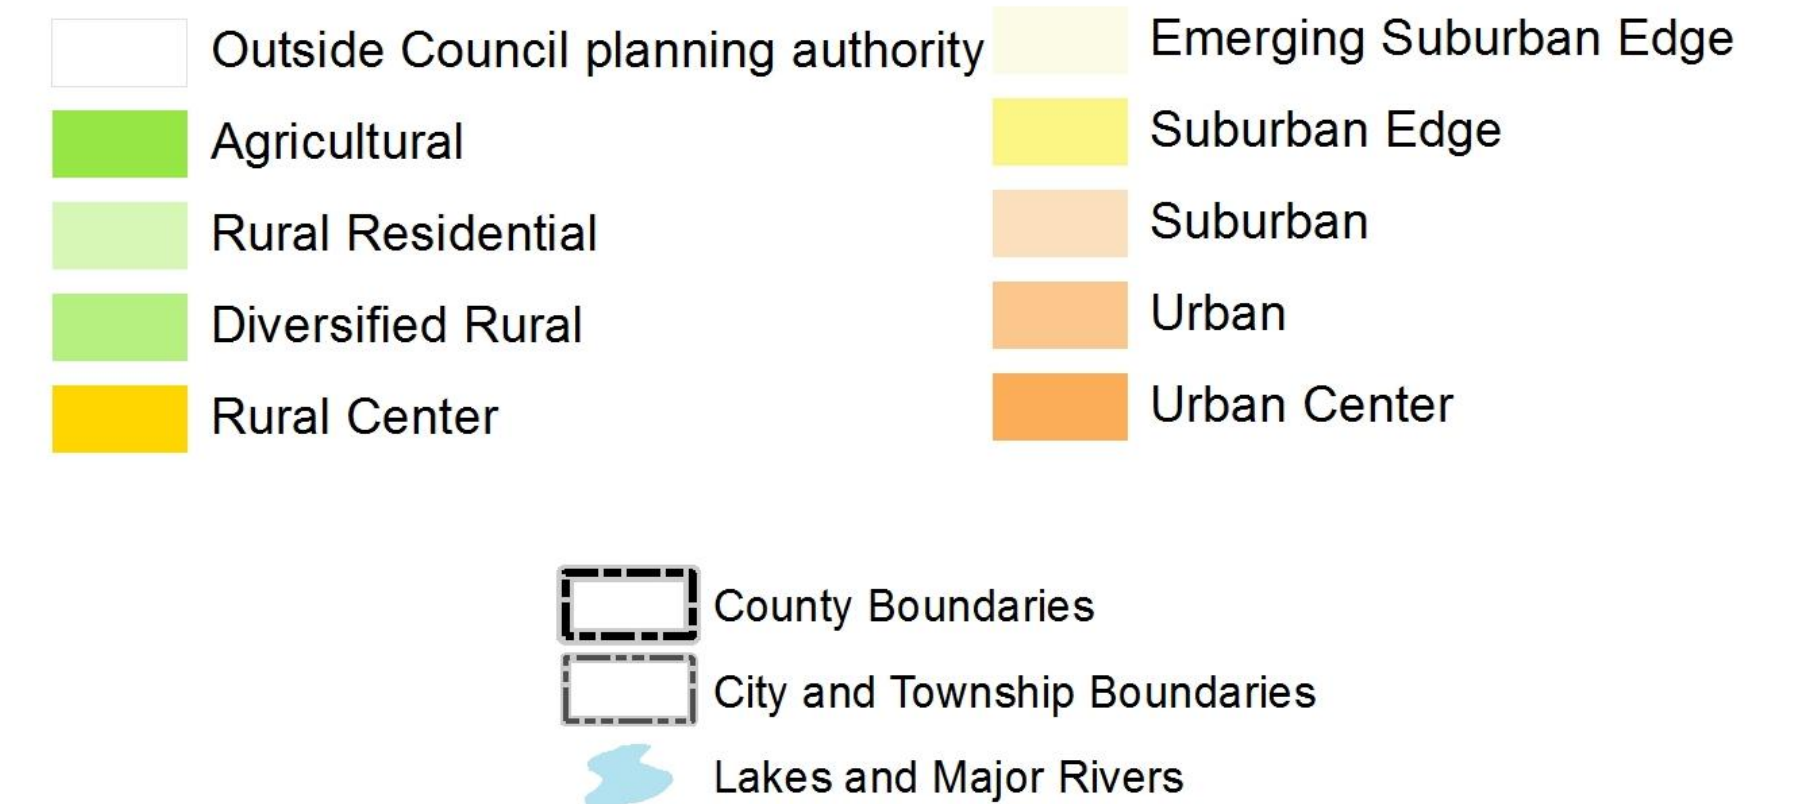 Outside Council planning authority
Agricultural
Rural Residential
Diversified Rural
Rural Center
Emerging Suburban Edge
Suburban Edge
Suburban
Urban
Urban Center
County Boundaries
City and Township Boundaries
Lakes and Major Rivers